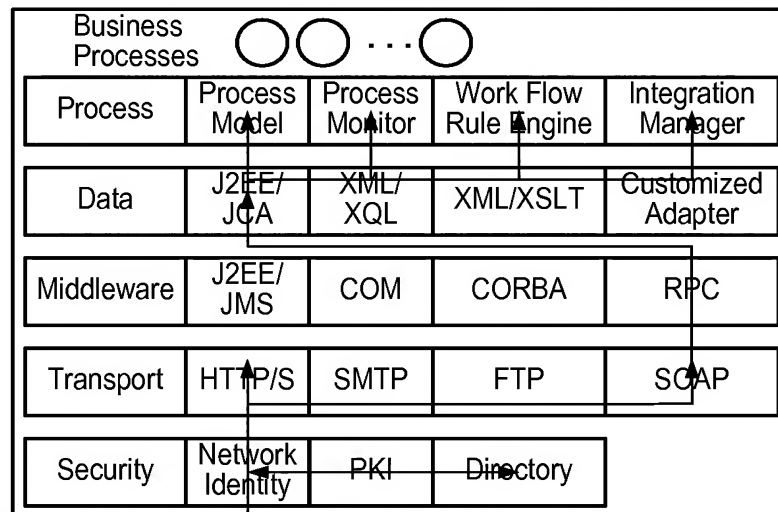 Business
Processes
Process
Process
Model
Process
Monitor
Work Flow
Rule Engine
Integration
Manager
Data
J2EE/
JCA
XML/
XQL
XML/XSLT
Customized
Adapter
Middleware
J2EE/
JMS
COM
CORBA
RPC
Transport
HTTP/S
SMTP
FTP
SOAP
Security
Network
Identity
PKI
Directory